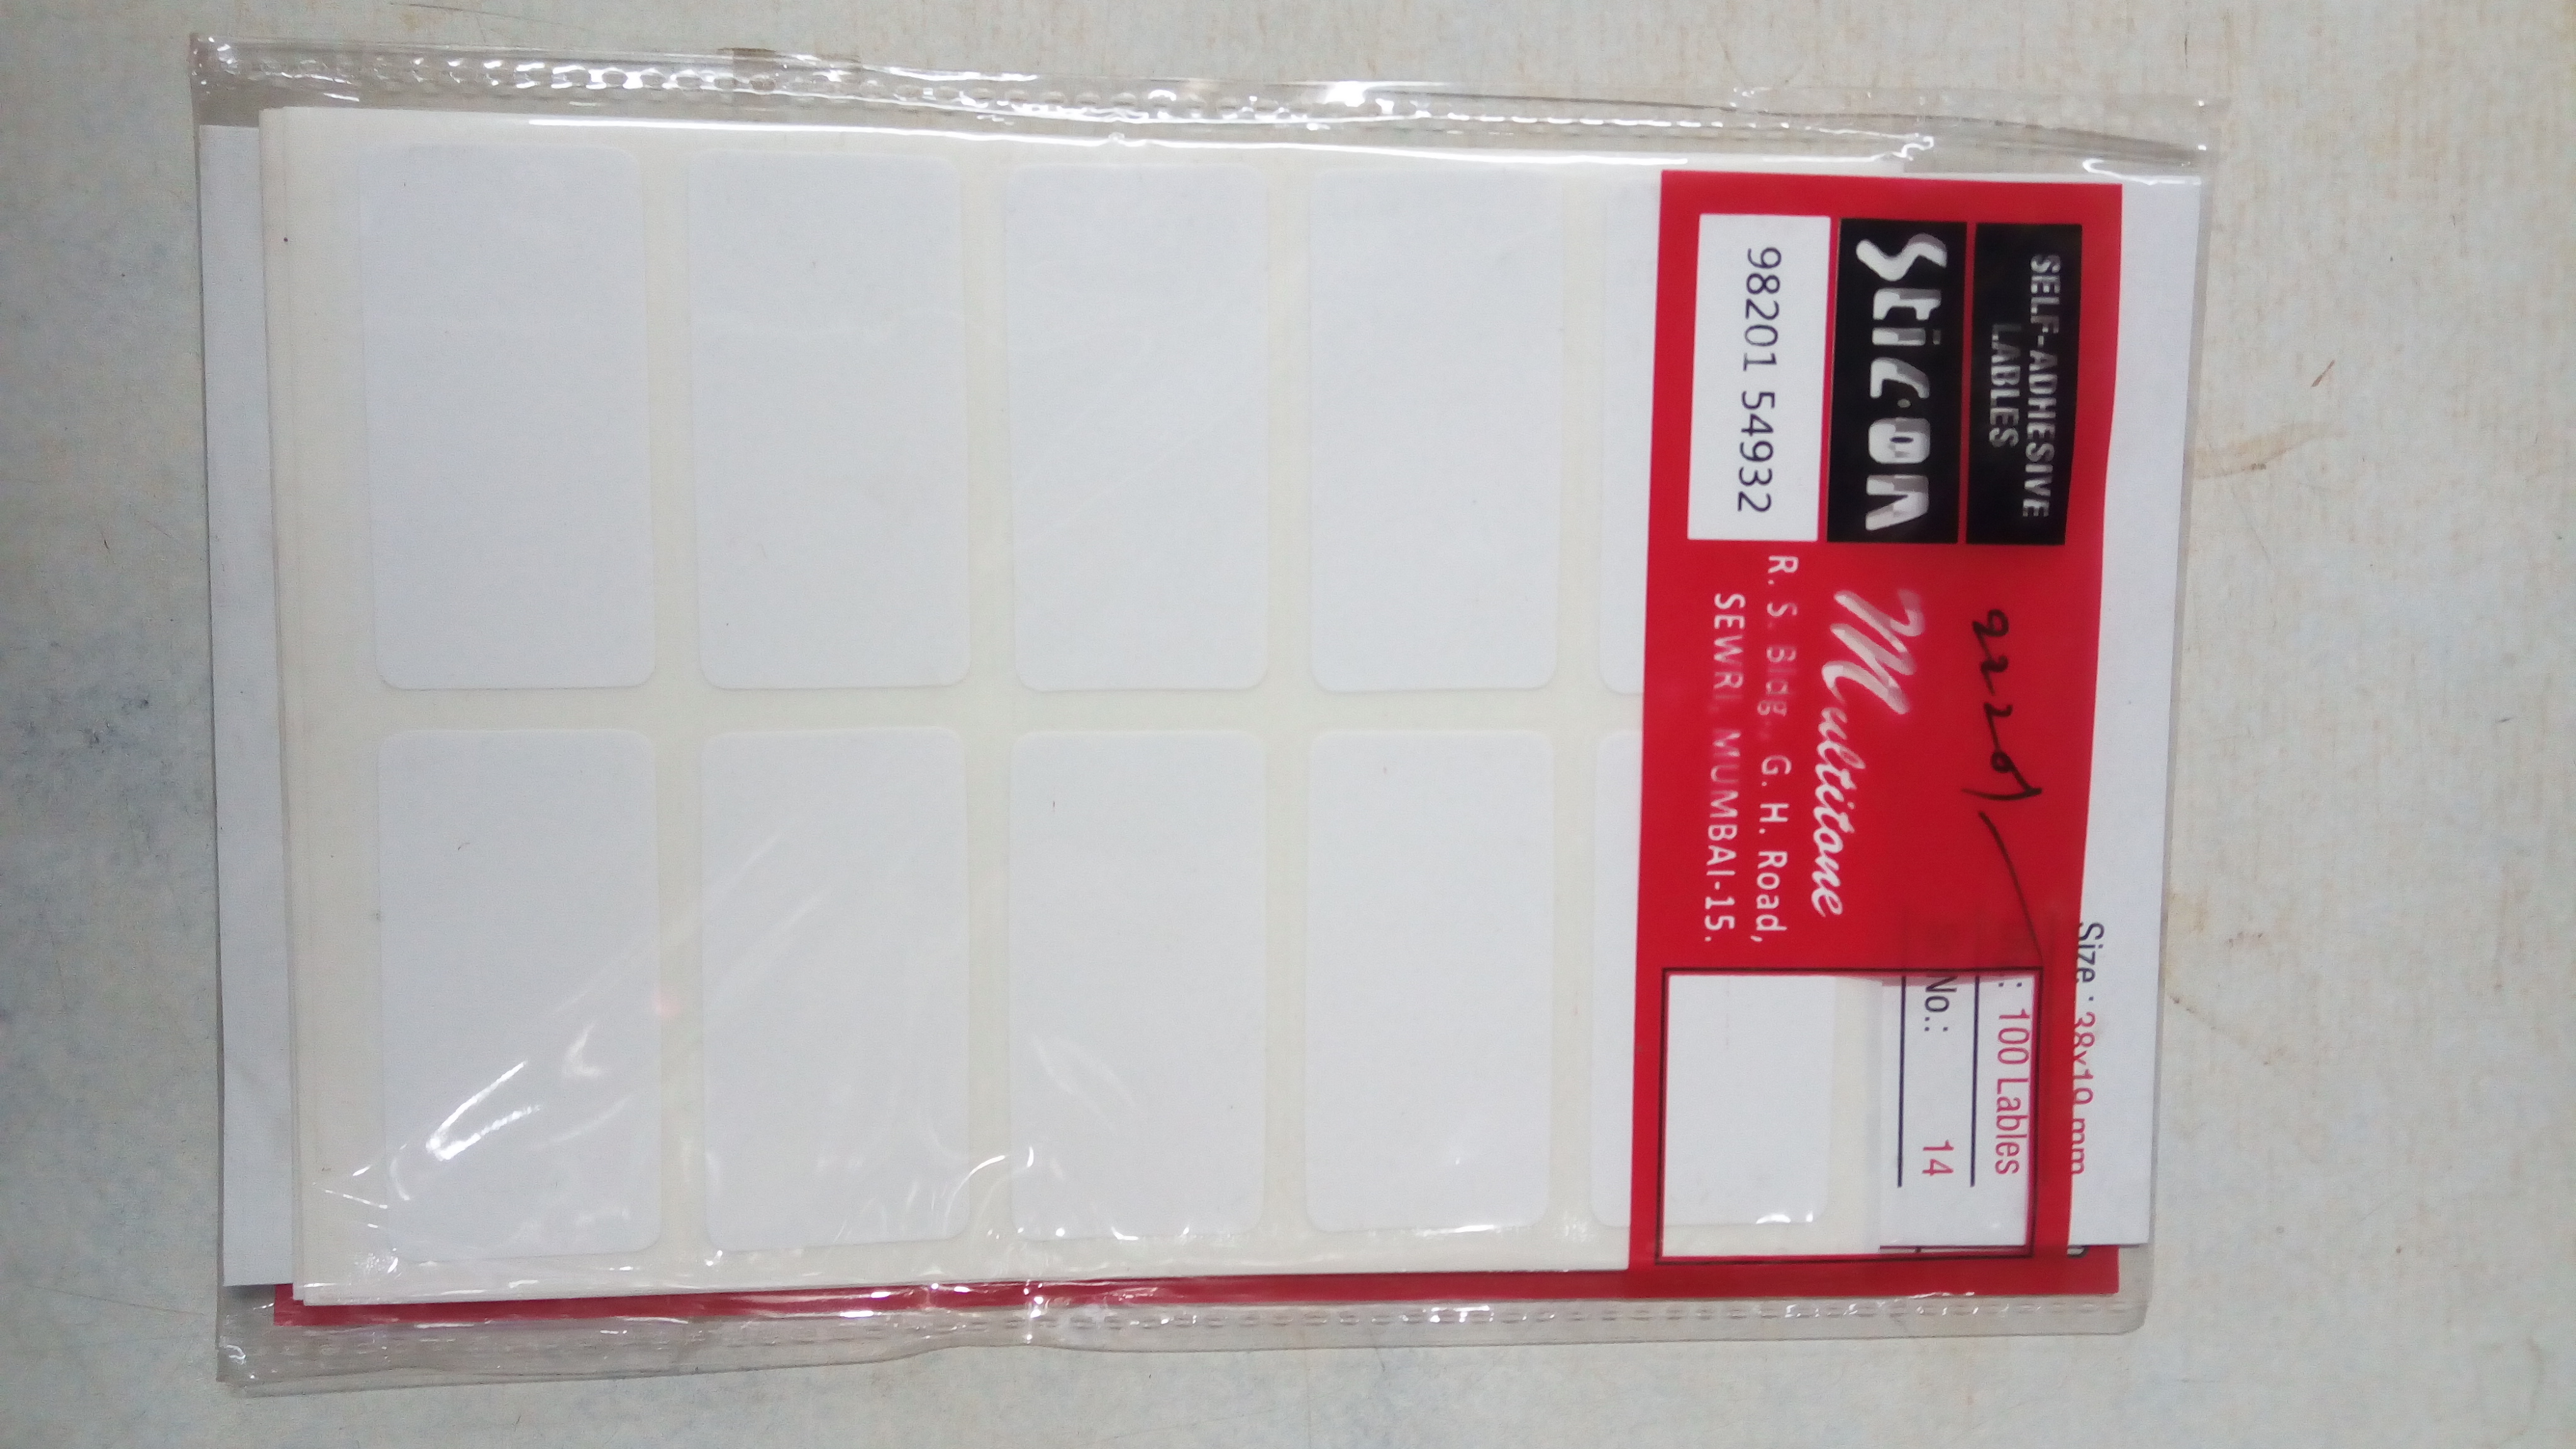 SELF-ADHESIVE
LABLES
Sticon
98201 54932
Multitone
R. S. Bldg., G. H. Road,
SEWRI, MUMBAI-15.
Size : 38x19 mm
: 100 Lables
No.: 14